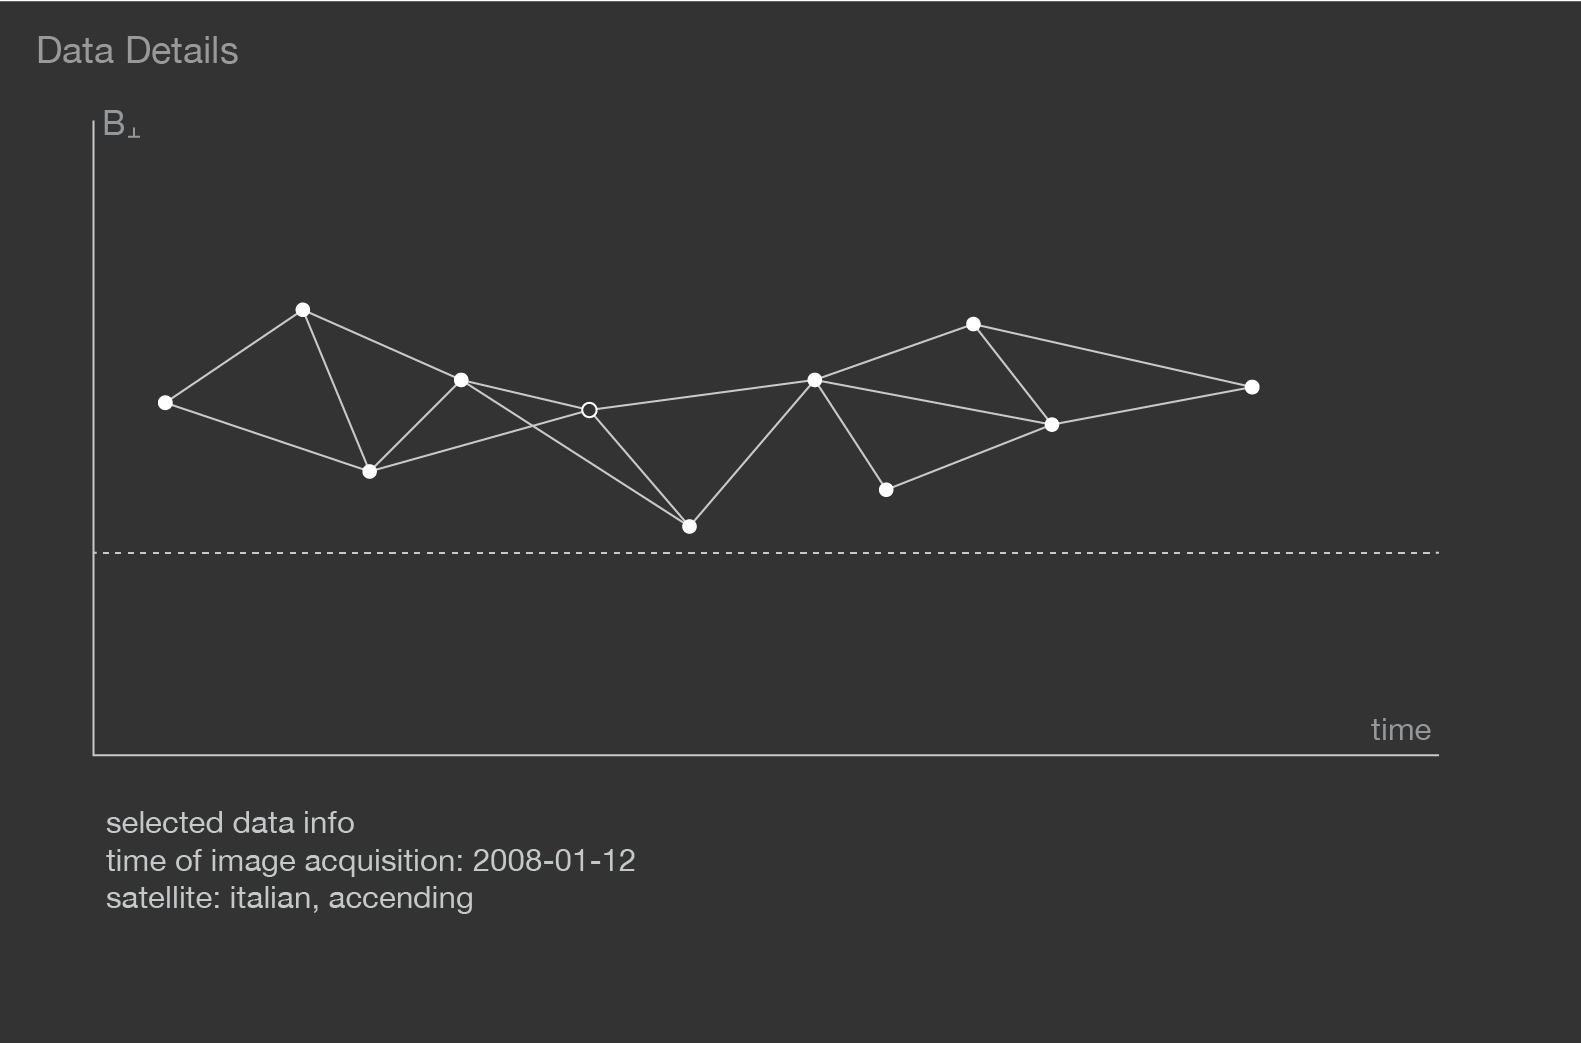 Data Details
B⊥
time
selected data info
time of image acquisition: 2008-01-12
satellite: italian, accending